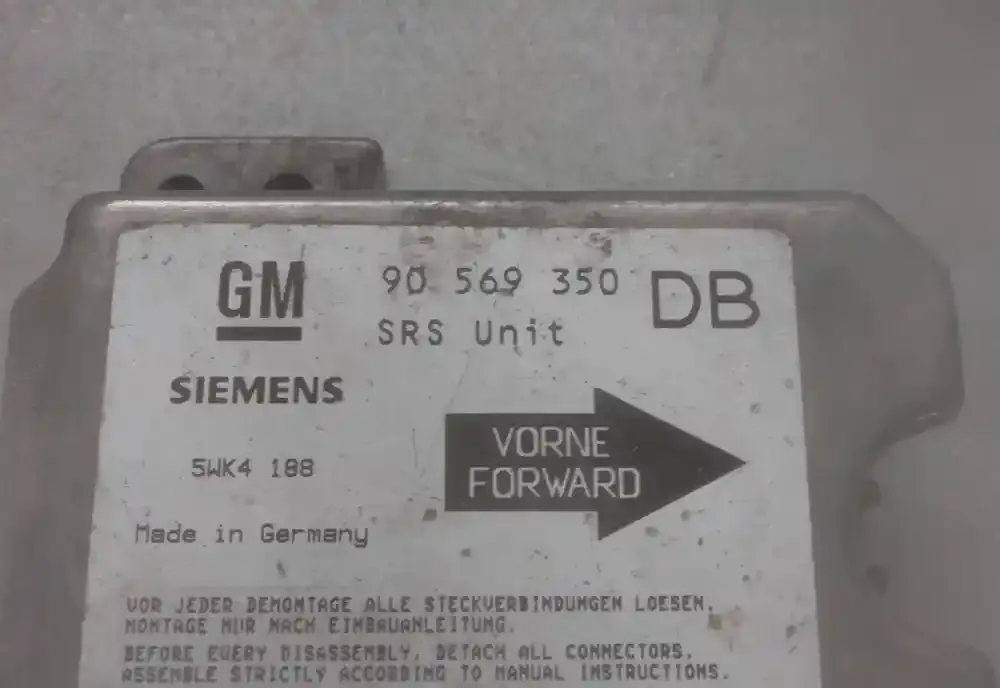 GM 90 569 350 DB
SRS Unit
SIEMENS
VORNE
FORWARD
5WK4 188
Made in Germany
VOR JEDER DEMONTAGE ALLE STECKVERBINDUNGEN LOESEN.
MONTAGE NUR NACH EINBAUANLEITUNG.
BEFORE EVERY DISASSEMBLY, DETACH ALL CONNECTORS.
ASSEMBLE STRICTLY ACCORDING TO MANUAL INSTRUCTIONS.